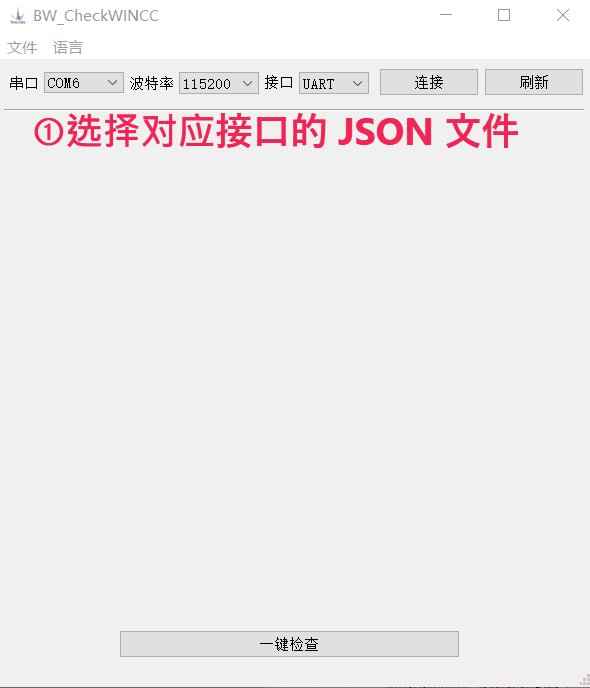 BW_CheckWINCC
文件 语言
串口 COM6 波特率 115200 接口 UART 连接 刷新
①選择对应接口的 JSON 文件
一键检查